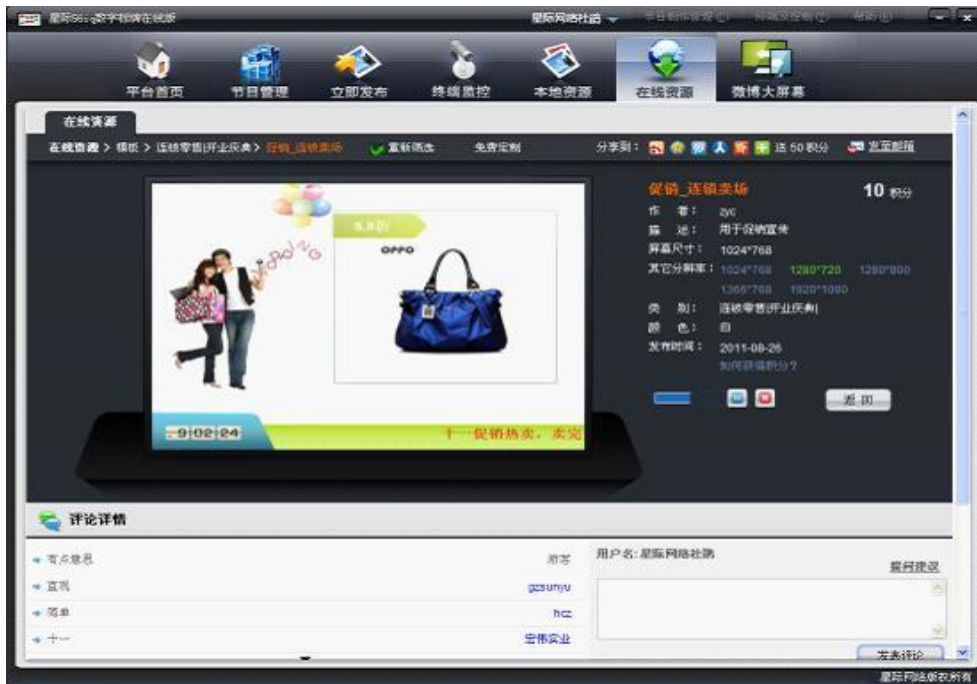 星际网络社鹏
平台首页 节目管理 立即发布 终端监控 本地资源 在线资源 微博大屏幕
在线资源
在线资源 > 模板 > 连锁零售|开业庆典 > 促销_连锁卖场 重新筛选 免费定制 分享到： 送 50 积分 发至邮箱
促销_连锁卖场 10 积分
作 者： zyc
描 述： 用于促销宣传
屏幕尺寸： 1024*768
其它分辨率： 1024*768 1280*720 1280*800
1366*768 1920*1080
类 别： 连锁零售|开业庆典|
颜 色： 白
发布时间： 2011-08-26
如何获得积分？
返 回
8.8折
OPPO
9:02:24
十一促销热卖，卖完
评论详情
有点意思 游客
直观 gzsunyu
简单 hcz
十一 宏伟实业
用户名: 星际网络社鹏
提问建议
发表评论
星际网络版权所有